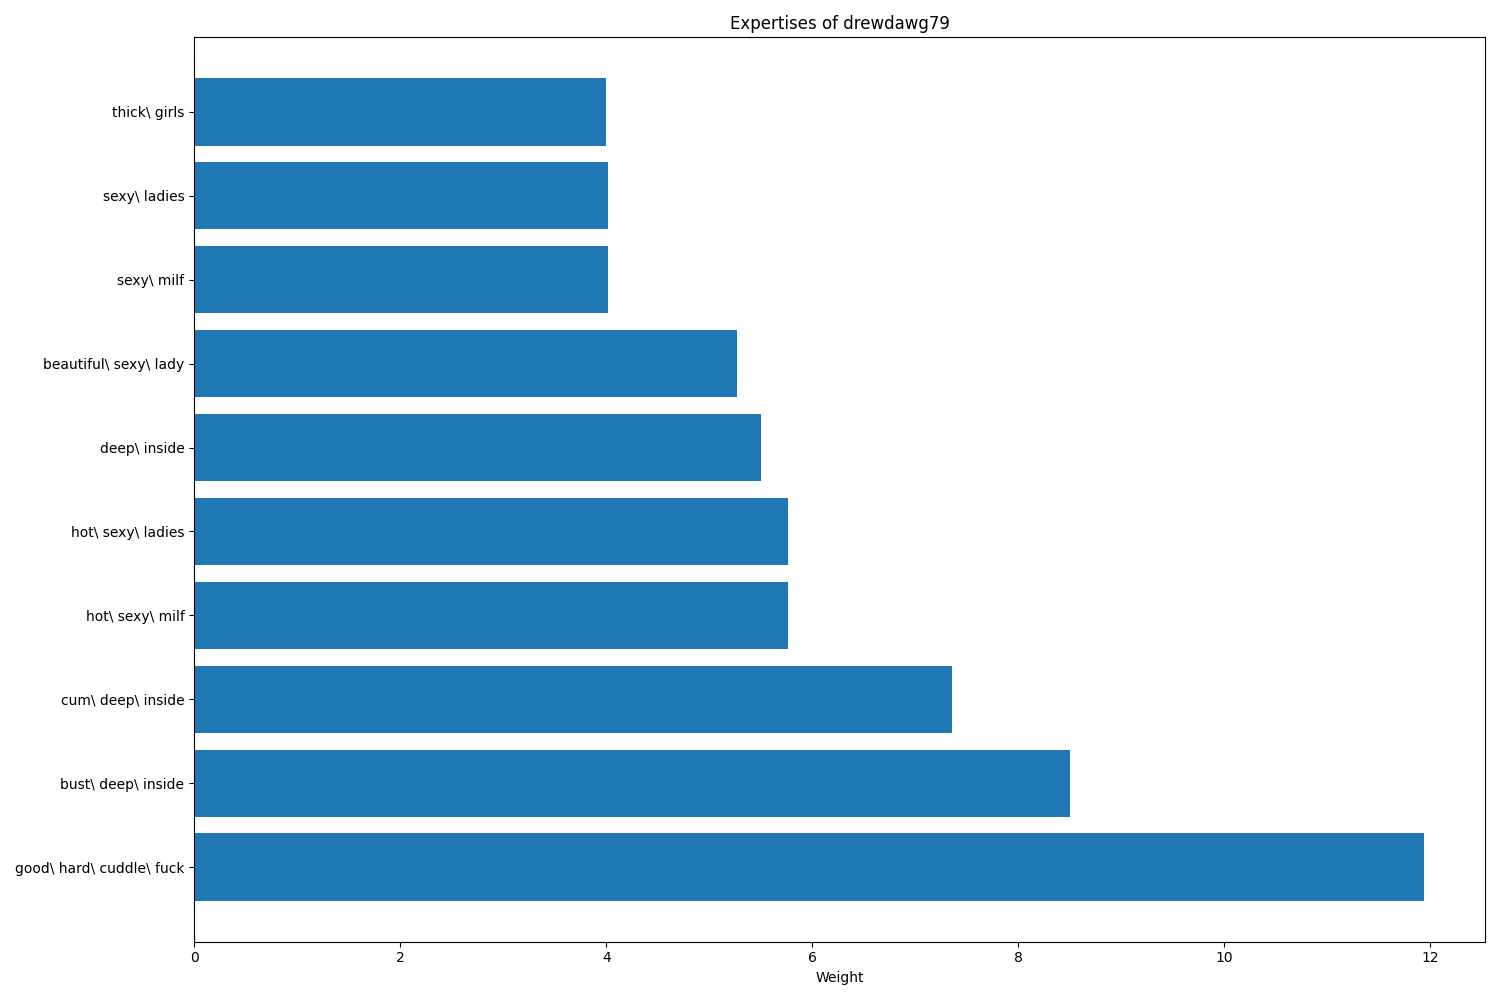 Expertises of drewdawg79
thick\ girls
sexy\ ladies
sexy\ milf
beautiful\ sexy\ lady
deep\ inside
hot\ sexy\ ladies
hot\ sexy\ milf
cum\ deep\ inside
bust\ deep\ inside
good\ hard\ cuddle\ fuck
0 2 4 6 8 10 12
Weight